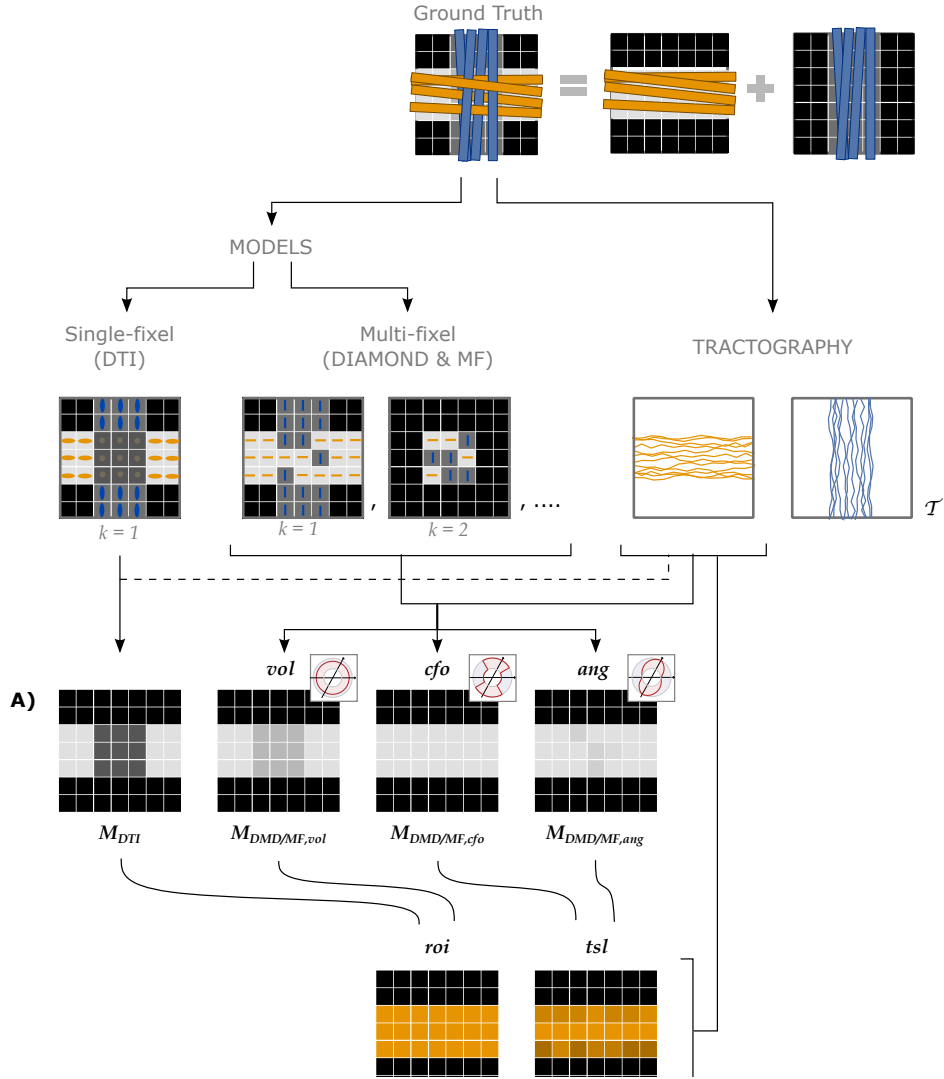 Ground Truth
MODELS
Single-fixel
(DTI)
Multi-fixel
(DIAMOND & MF)
TRACTOGRAPHY
k = 1
k = 1
,
k = 2
, ....
𝒯
vol
cfo
ang
A)
M_DTI
M_DMD/MF,vol
M_DMD/MF,cfo
M_DMD/MF,ang
roi
tsl